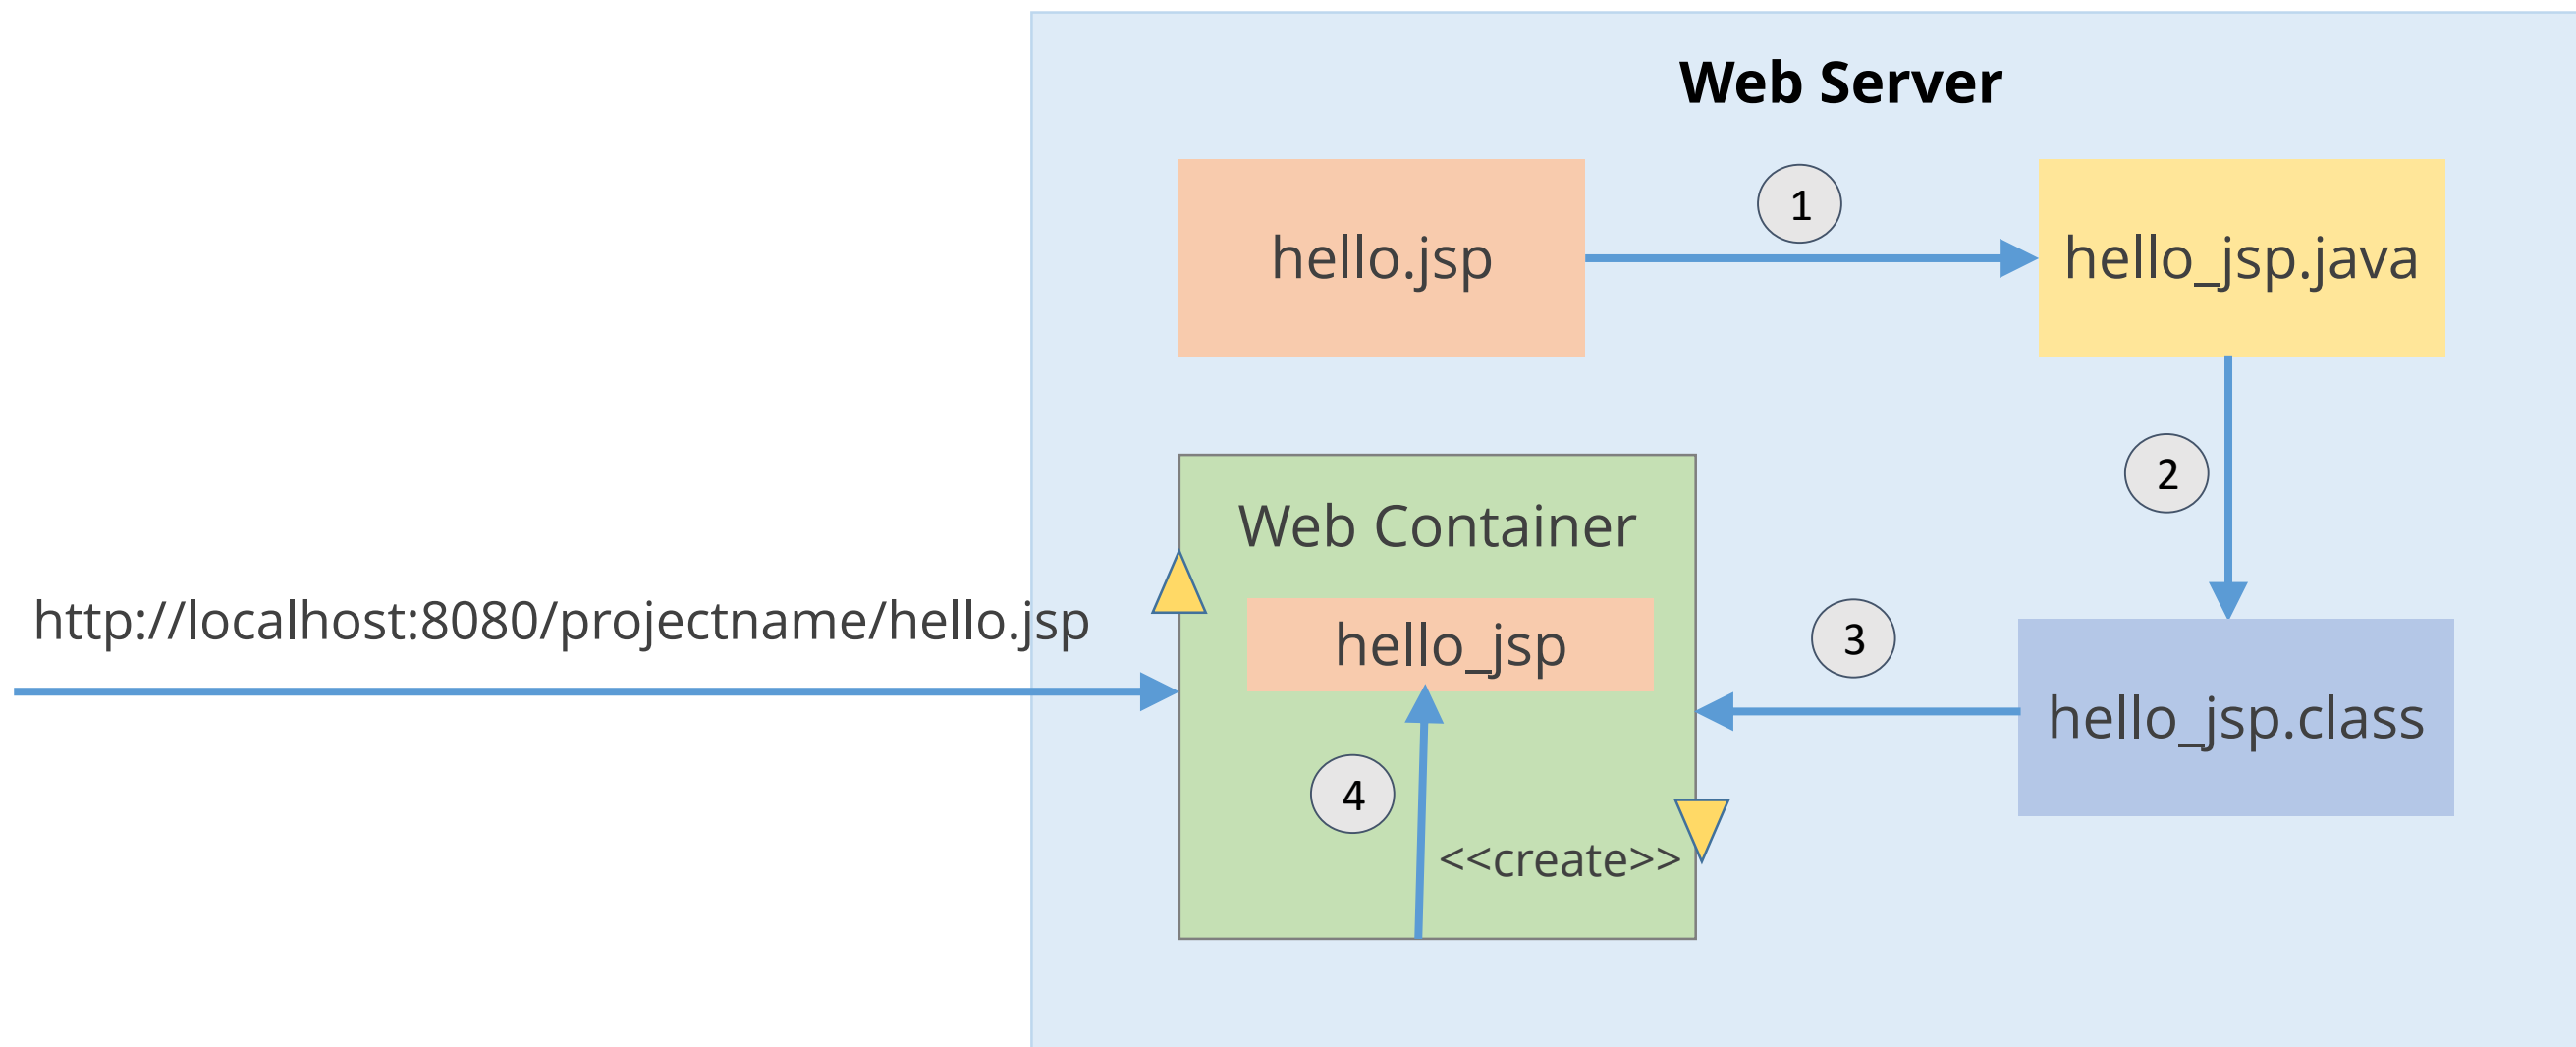 Web Server
hello.jsp
1
hello_jsp.java
2
Web Container
http://localhost:8080/projectname/hello.jsp
hello_jsp
3
hello_jsp.class
4
<<create>>